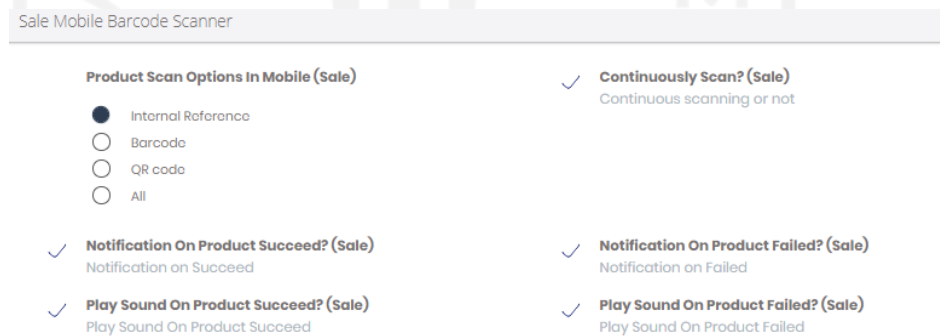 Sale Mobile Barcode Scanner
Product Scan Options In Mobile (Sale)
Internal Reference
Barcode
QR code
All
Continuously Scan? (Sale)
Continuous scanning or not
Notification On Product Succeed? (Sale)
Notification on Succeed
Notification On Product Failed? (Sale)
Notification on Failed
Play Sound On Product Succeed? (Sale)
Play Sound On Product Succeed
Play Sound On Product Failed? (Sale)
Play Sound On Product Failed